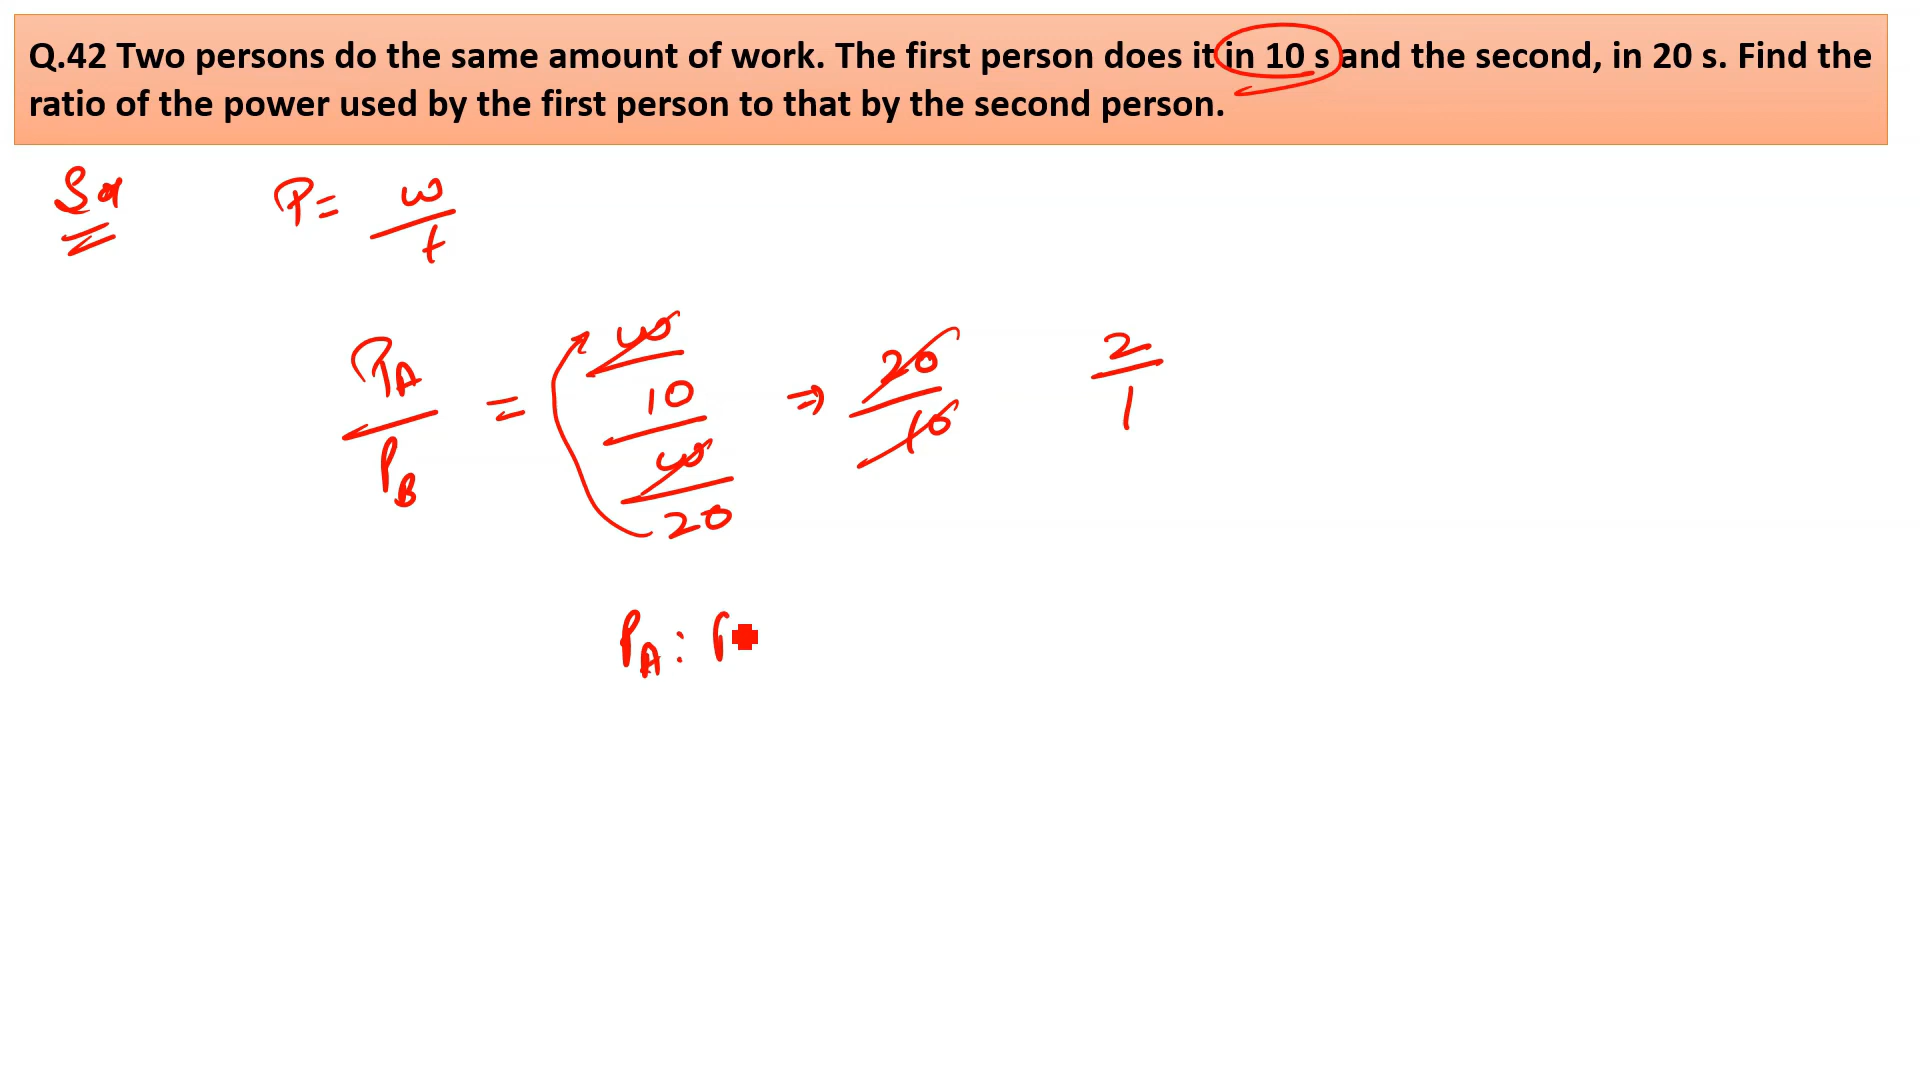 Q.42 Two persons do the same amount of work. The first person does it in 10 s and the second, in 20 s. Find the
ratio of the power used by the first person to that by the second person.
P = w/t
P_A/P_B = (w/10)/(w/20) ⇒ 20/10 2/1
P_A : P